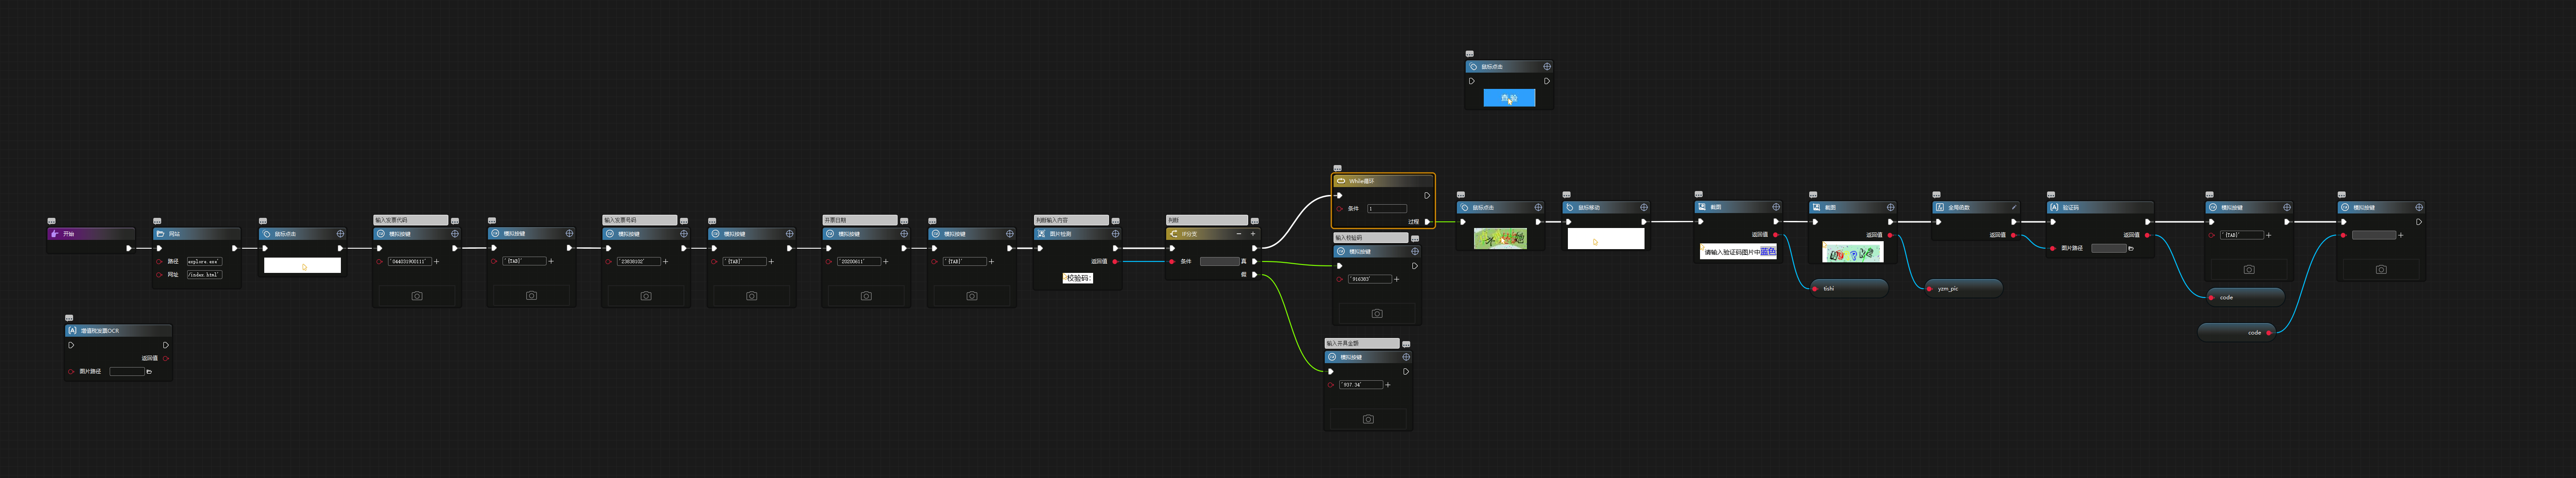 鼠标点击
查验
While循环
条件
1
过程
输入发票代码
输入发票号码
开票日期
判断输入内容
判断
开始
网站
路径
'explore.exe'
网址
'/index.html'
鼠标点击
模拟按键
'044031900111'
模拟按键
'{TAB}'
模拟按键
模拟按键
'{TAB}'
模拟按键
'20200611'
模拟按键
'{TAB}'
图片检测
返回值
校验码:
IF分支
条件
真
假
输入校验码
模拟按键
'916383'
输入开具金额
模拟按键
'937.34'
鼠标点击
鼠标移动
截图
返回值
请输入验证码图片中蓝色
tishi
截图
返回值
yzm_pic
全局函数
返回值
验证码
返回值
图片路径
模拟按键
'{TAB}'
code
code
模拟按键
增值税发票OCR
返回值
图片路径